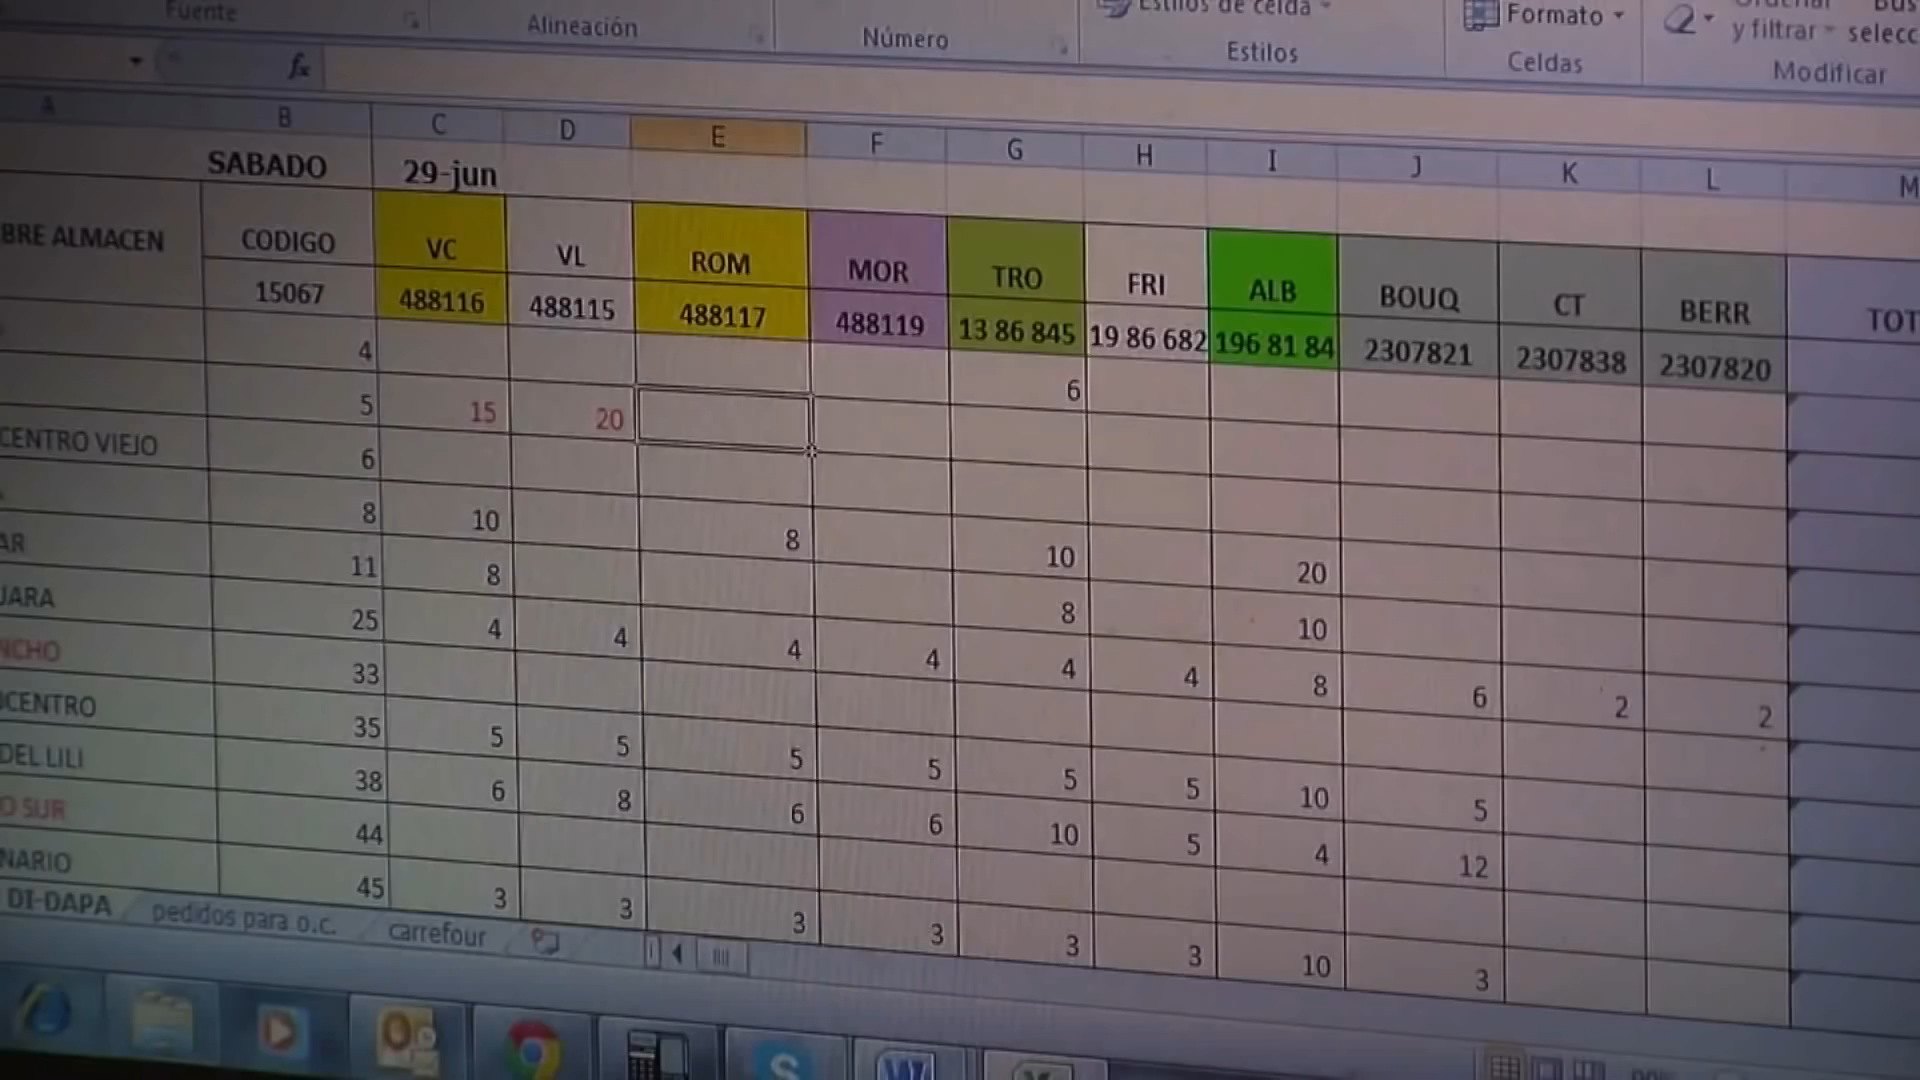 Fuente Alineación Número Estilos de celda Estilos Formato Celdas y filtrar Modificar
fx
A B C D E F G H I J K L M
SABADO 29-jun
BRE ALMACEN CODIGO VC VL ROM MOR TRO FRI ALB BOUQ CT BERR TOT
15067 488116 488115 488117 488119 13 86 845 19 86 682 196 81 84 2307821 2307838 2307820
4 6
5 15 20
CENTRO VIEJO 6
8 10 8 10 20
AR 11 8 8 10
JARA 25 4 4 4 4 4 4 8 6 2 2
NCHO 33
CENTRO 35 5 5 5 5 5 5 10 5
DEL LILI 38 6 8 6 6 10 5 4 12
O SUR 44
NARIO 45 3 3 3 3 3 3 10 3
DI-DAPA pedidos para o.c. carrefour